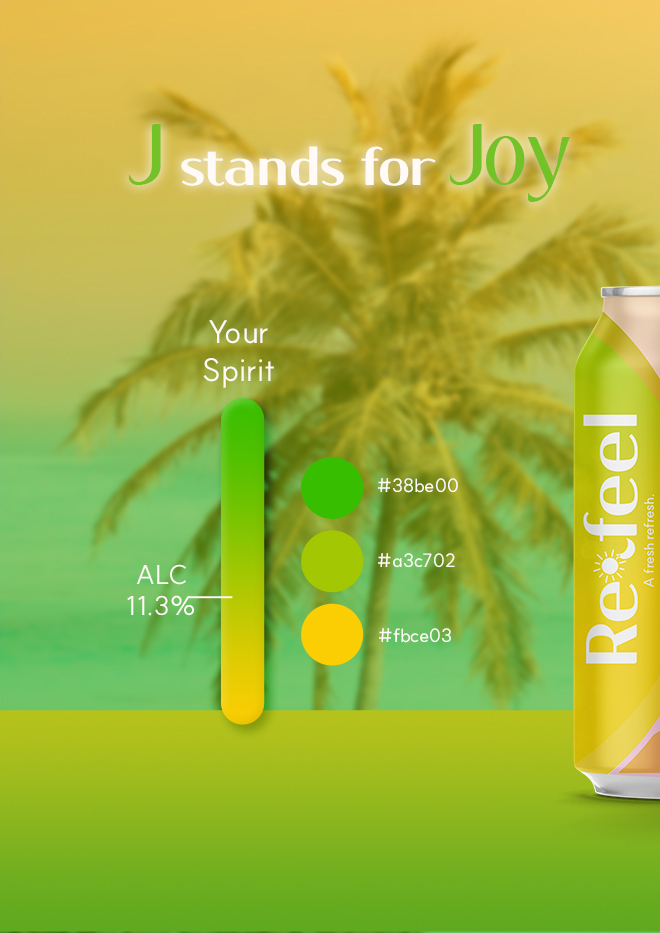 J stands for Joy
Your
Spirit
#38be00
#a3c702
ALC
11.3%
#fbce03
Re feel
A fresh refresh.